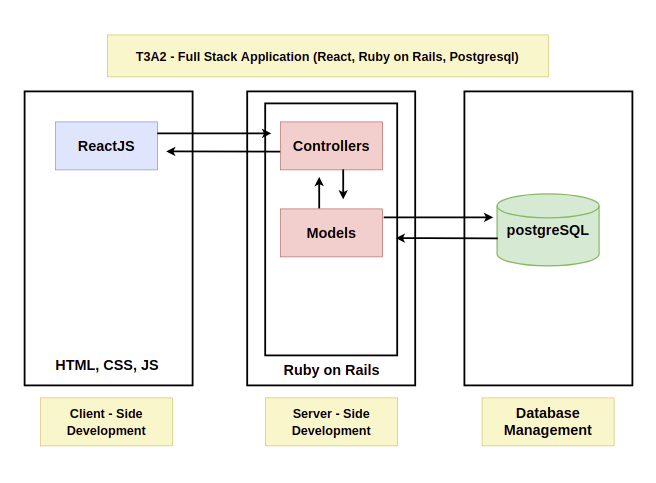 T3A2 - Full Stack Application (React, Ruby on Rails, Postgresql)
ReactJS
Controllers
Models
postgreSQL
HTML, CSS, JS
Ruby on Rails
Client - Side
Development
Server - Side
Development
Database
Management